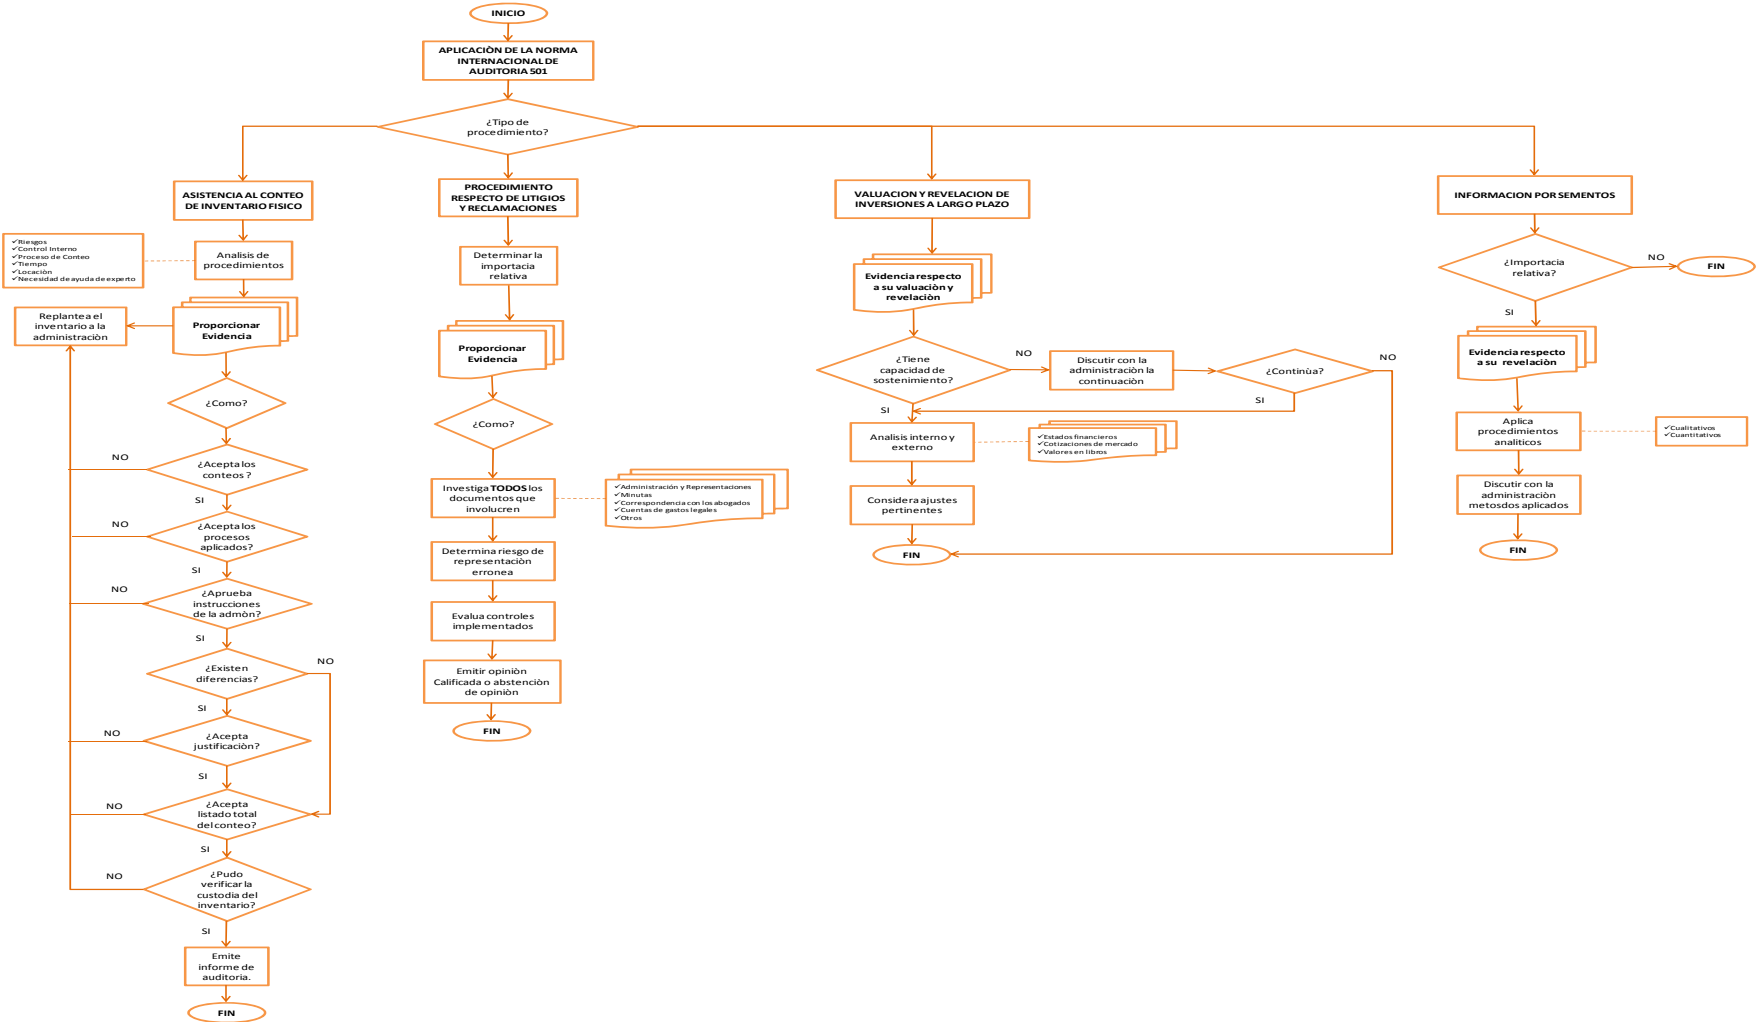 INICIO
APLICACIÒN DE LA NORMA
INTERNACIONAL DE
AUDITORIA 501
¿Tipo de
procedimiento?
ASISTENCIA AL CONTEO
DE INVENTARIO FISICO
✓Riesgos
✓Control Interno
✓Proceso de Conteo
✓Tiempo
✓Locaciòn
✓Necesidad de ayuda de experto
Analisis de
procedimientos
Replantea el
inventario a la
administraciòn
Proporcionar
Evidencia
¿Como?
NO
¿Acepta los
conteos ?
SI
NO
¿Acepta los
procesos
aplicados?
SI
NO
¿Aprueba
instrucciones
de la admòn?
SI
¿Existen
diferencias?
NO
SI
NO
¿Acepta
justificaciòn?
SI
NO
¿Acepta
listado total
del conteo?
SI
NO
¿Pudo
verificar la
custodia del
inventario?
SI
Emite
informe de
auditoria.
FIN
PROCEDIMIENTO
RESPECTO DE LITIGIOS
Y RECLAMACIONES
Determinar la
importacia
relativa
Proporcionar
Evidencia
¿Como?
Investiga TODOS los
documentos que
involucren
✓Administración y Representaciones
✓Minutas
✓Correspondencia con los abogados
✓Cuentas de gastos legales
✓Otros
Determina riesgo de
representaciòn
erronea
Evalua controles
implementados
Emitir opiniòn
Calificada o abstenciòn
de opiniòn
FIN
VALUACION Y REVELACION DE
INVERSIONES A LARGO PLAZO
Evidencia respecto
a su valuaciòn y
revelaciòn
¿Tiene
capacidad de
sostenimiento?
NO
Discutir con la
administraciòn la
continuaciòn
¿Continùa?
NO
SI
SI
Analisis interno y
externo
✓Estados financieros
✓Cotizaciones de mercado
✓Valores en libros
Considera ajustes
pertinentes
FIN
INFORMACION POR SEMENTOS
¿Importacia
relativa?
NO
FIN
SI
Evidencia respecto
a su revelaciòn
Aplica
procedimientos
analiticos
✓Cualitativos
✓Cuantitativos
Discutir con la
administraciòn
metosdos aplicados
FIN